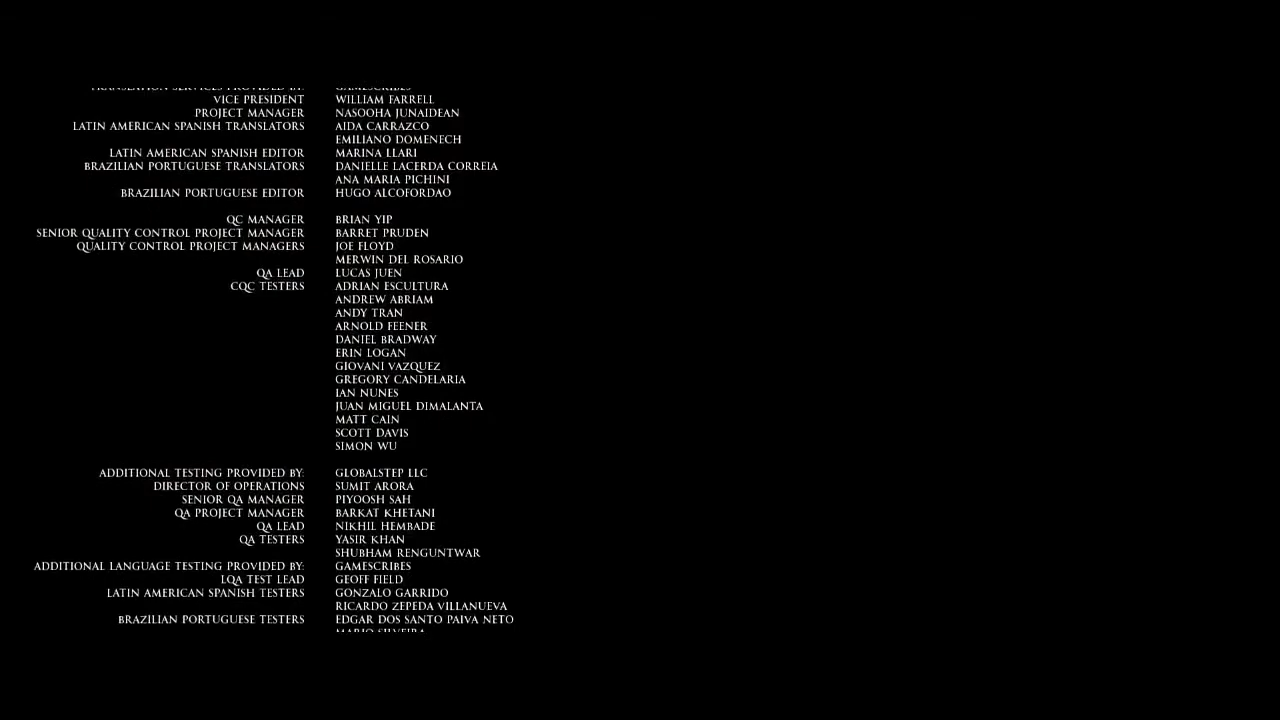 TRANSLATION SERVICES PROVIDED BY: GAMESCRIBES
VICE PRESIDENT WILLIAM FARRELL
PROJECT MANAGER NASOOHA JUNAIDEAN
LATIN AMERICAN SPANISH TRANSLATORS AIDA CARRAZCO
EMILIANO DOMENECH
LATIN AMERICAN SPANISH EDITOR MARINA LLARI
BRAZILIAN PORTUGUESE TRANSLATORS DANIELLE LACERDA CORREIA
ANA MARIA PICHINI
BRAZILIAN PORTUGUESE EDITOR HUGO ALCOFORDAO
QC MANAGER BRIAN YIP
SENIOR QUALITY CONTROL PROJECT MANAGER BARRET PRUDEN
QUALITY CONTROL PROJECT MANAGERS JOE FLOYD
MERWIN DEL ROSARIO
QA LEAD LUCAS JUEN
CQC TESTERS ADRIAN ESCULTURA
ANDREW ABRIAM
ANDY TRAN
ARNOLD FEENER
DANIEL BRADWAY
ERIN LOGAN
GIOVANI VAZQUEZ
GREGORY CANDELARIA
IAN NUNES
JUAN MIGUEL DIMALANTA
MATT CAIN
SCOTT DAVIS
SIMON WU
ADDITIONAL TESTING PROVIDED BY: GLOBALSTEP LLC
DIRECTOR OF OPERATIONS SUMIT ARORA
SENIOR QA MANAGER PIYOOSH SAH
QA PROJECT MANAGER BARKAT KHETANI
QA LEAD NIKHIL HEMBADE
QA TESTERS YASIR KHAN
SHUBHAM RENGUNTWAR
ADDITIONAL LANGUAGE TESTING PROVIDED BY: GAMESCRIBES
LQA TEST LEAD GEOFF FIELD
LATIN AMERICAN SPANISH TESTERS GONZALO GARRIDO
RICARDO ZEPEDA VILLANUEVA
BRAZILIAN PORTUGUESE TESTERS EDGAR DOS SANTO PAIVA NETO
MARIO SILVEIRA